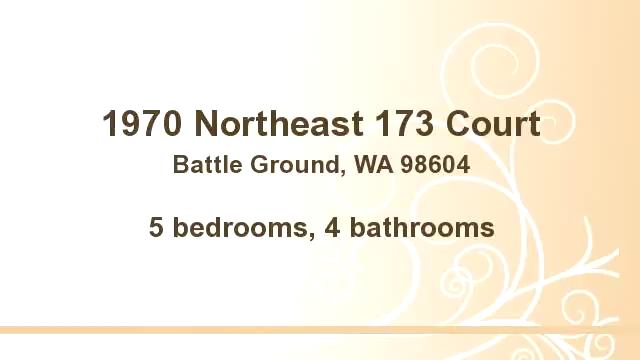 1970 Northeast 173 Court
Battle Ground, WA 98604
5 bedrooms, 4 bathrooms